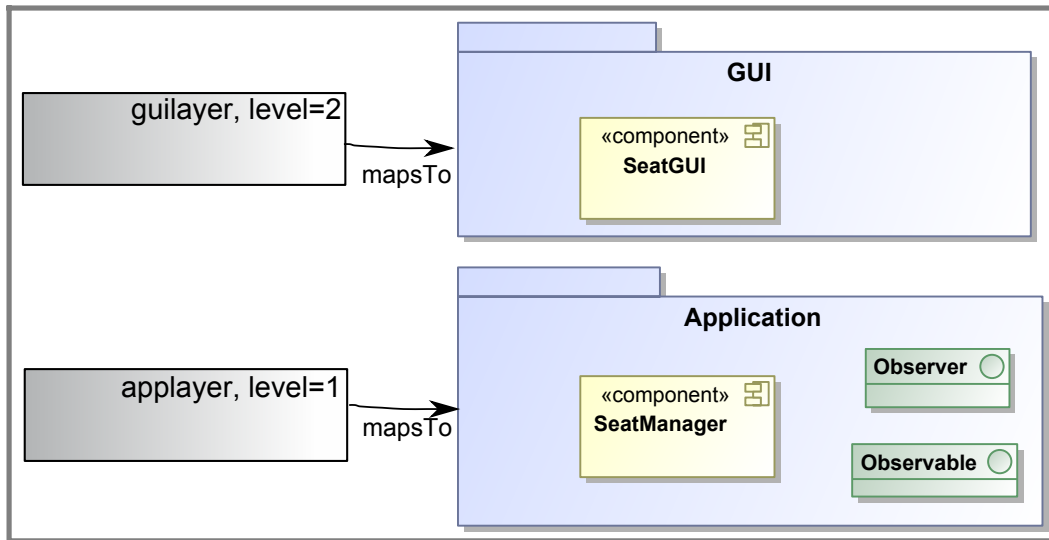 GUI
guilayer, level=2
mapsTo
«component»
SeatGUI
Application
applayer, level=1
mapsTo
«component»
SeatManager
Observer
Observable